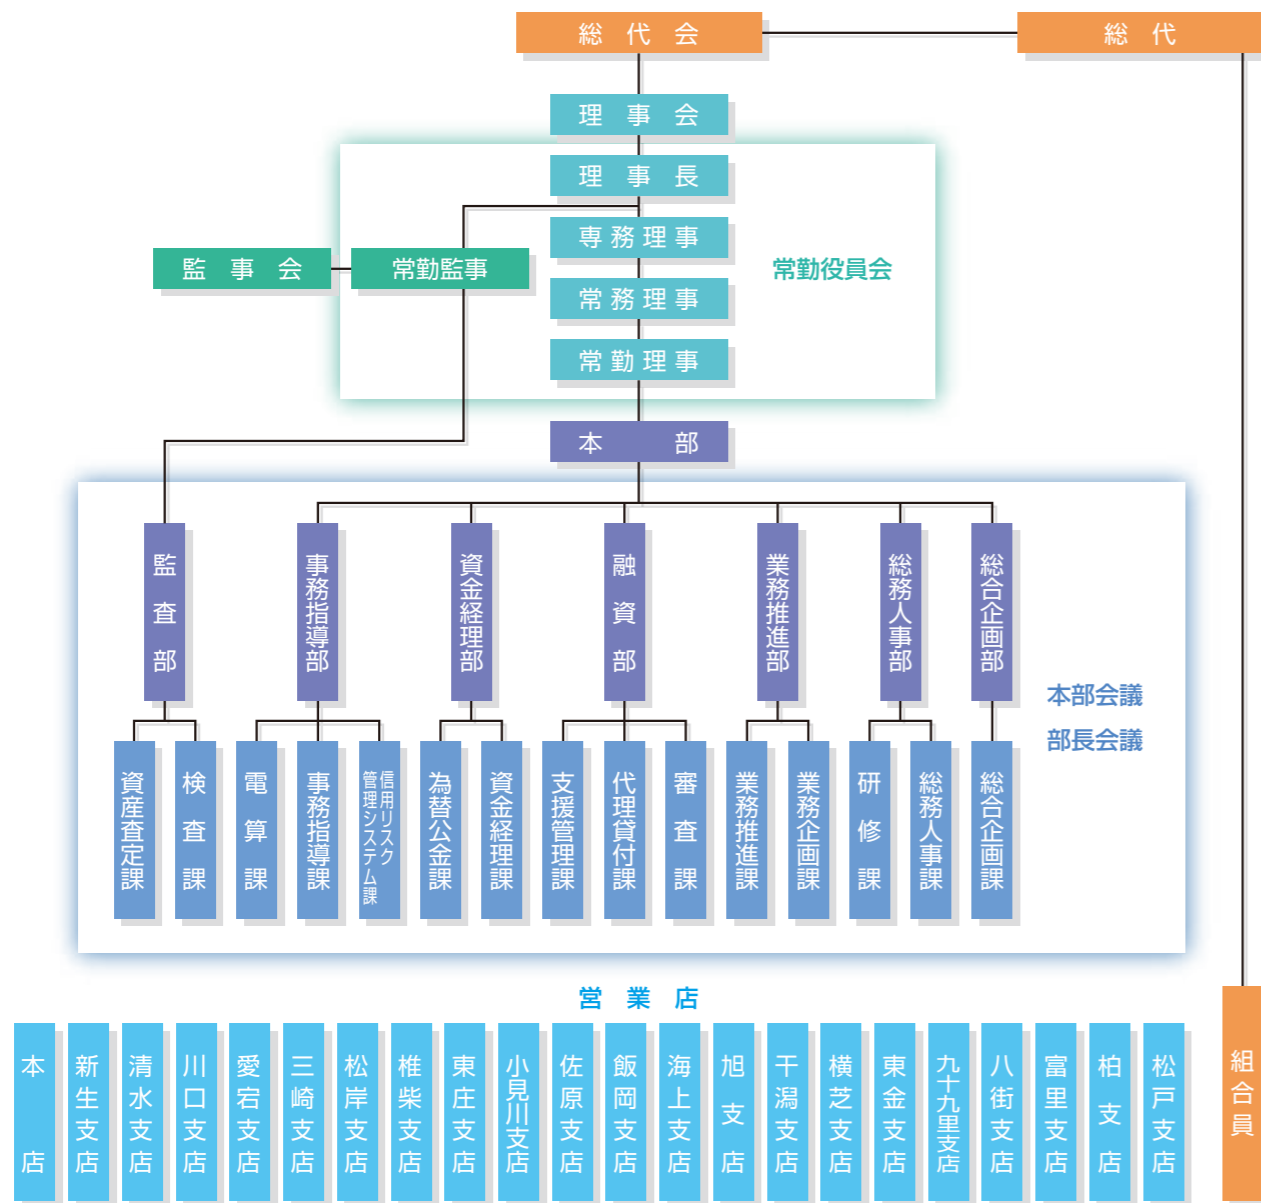 総代会
総代
理事会
理事長
専務理事
監事会
常勤監事
常勤役員会
常務理事
常勤理事
本部
監査部
事務指導部
資金経理部
融資部
業務推進部
総務人事部
総合企画部
本部会議
部長会議
資産査定課
検査課
電算課
事務指導課
信用リスク
管理システム課
為替公金課
資金経理課
支援管理課
代理貸付課
審査課
業務推進課
業務企画課
研修課
総務人事課
総合企画課
営業店
本店
新生支店
清水支店
川口支店
愛宕支店
三崎支店
松岸支店
椎柴支店
東庄支店
小見川支店
佐原支店
飯岡支店
海上支店
旭支店
干潟支店
横芝支店
東金支店
九十九里支店
八街支店
富里支店
柏支店
松戸支店
組合員